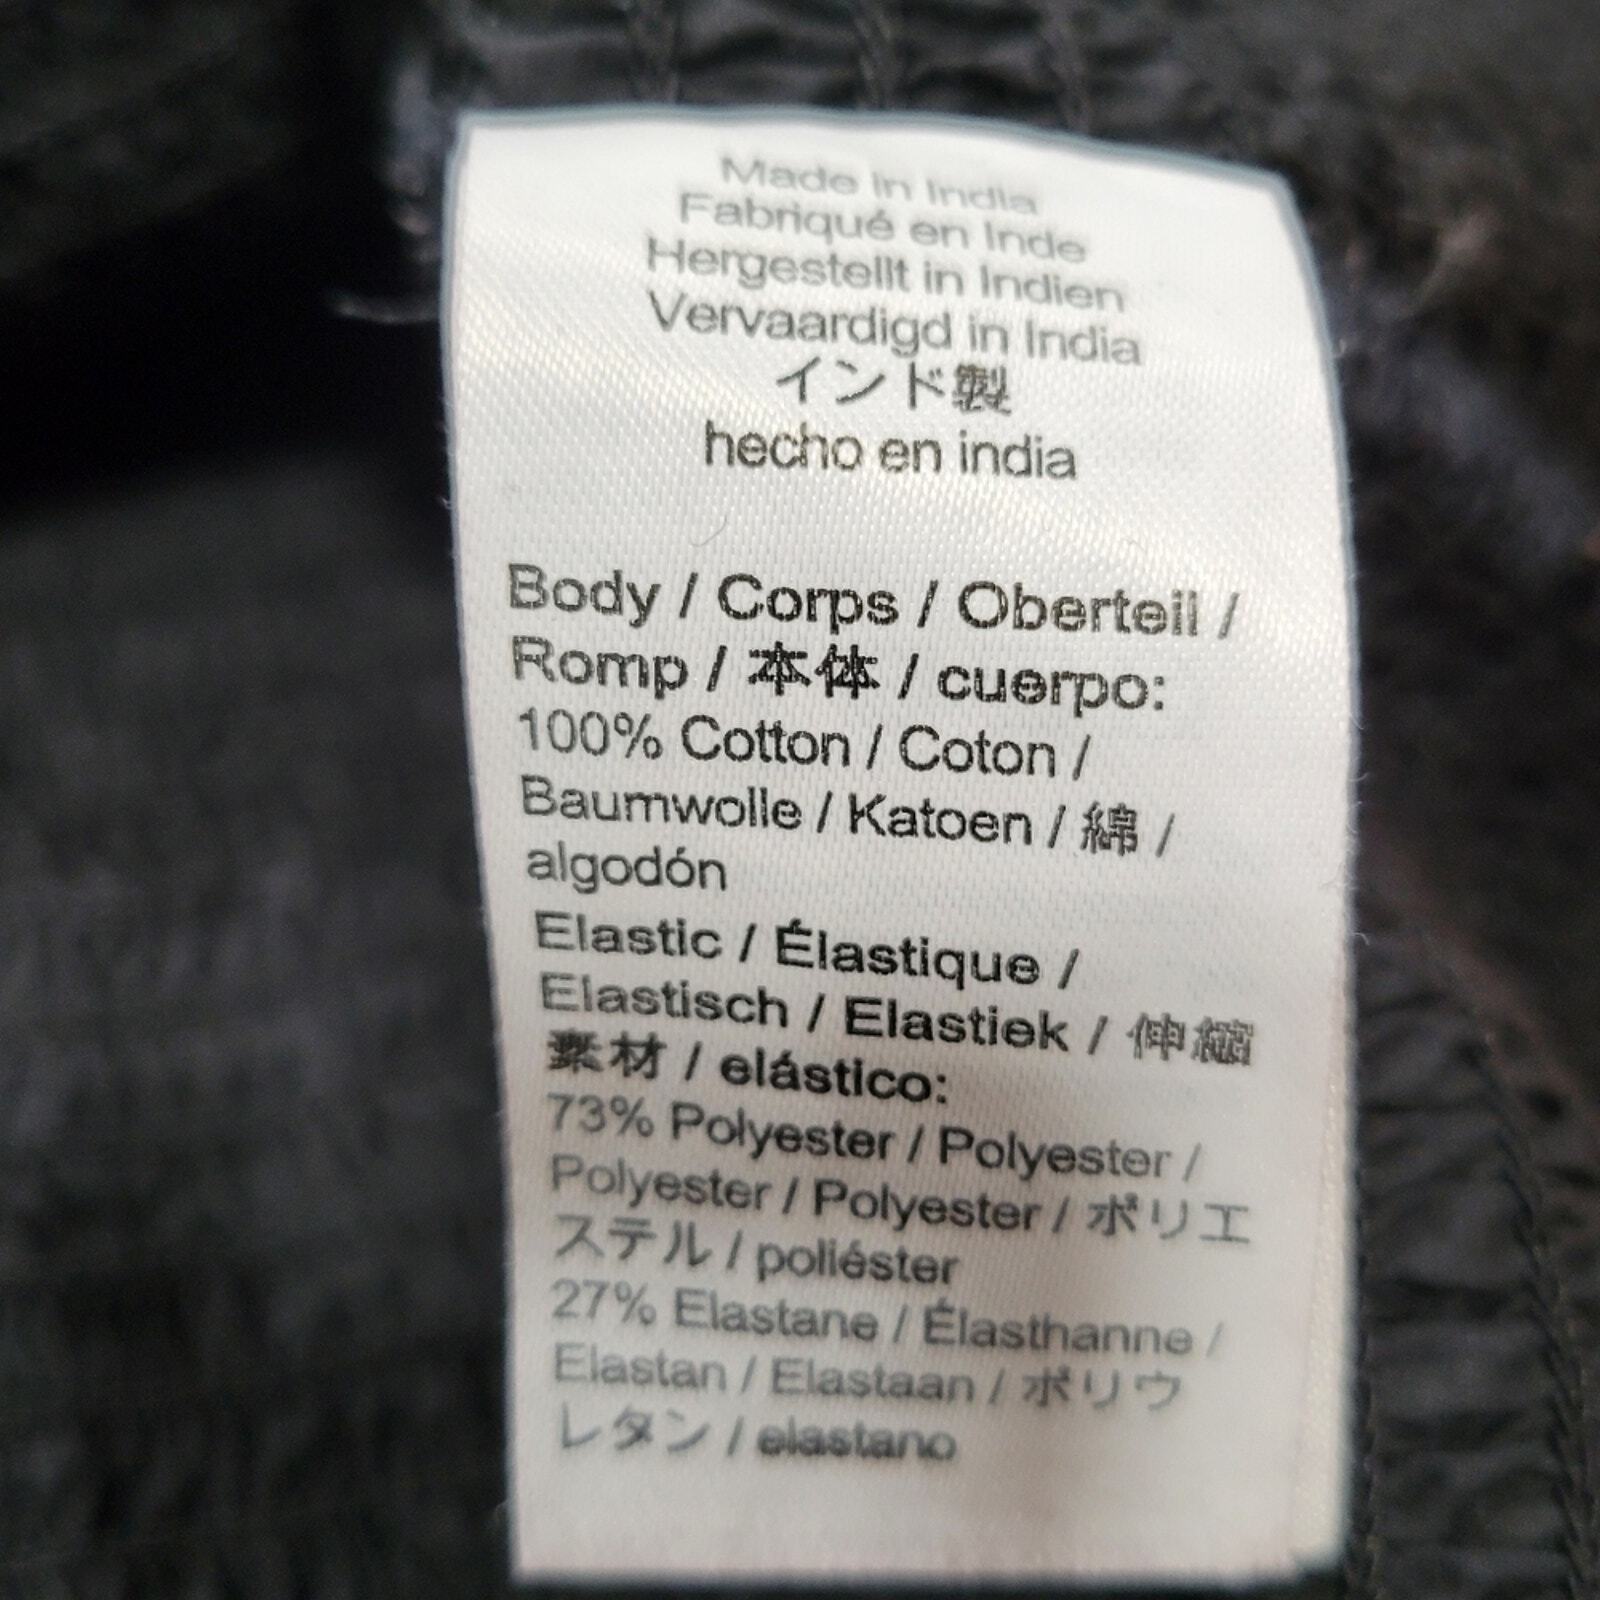 Made in India
Fabriqué en Inde
Hergestellt in Indien
Vervaardigd in India
インド製
hecho en india
Body / Corps / Oberteil /
Romp / 本体 / cuerpo:
100% Cotton / Coton /
Baumwolle / Katoen / 綿 /
algodón
Elastic / Élastique /
Elastisch / Elastiek / 伸縮
素材 / elástico:
73% Polyester / Polyester /
Polyester / Polyester / ポリエ
ステル / poliéster
27% Elastane / Élasthanne /
Elastan / Elastaan / ポリウ
レタン / elastano